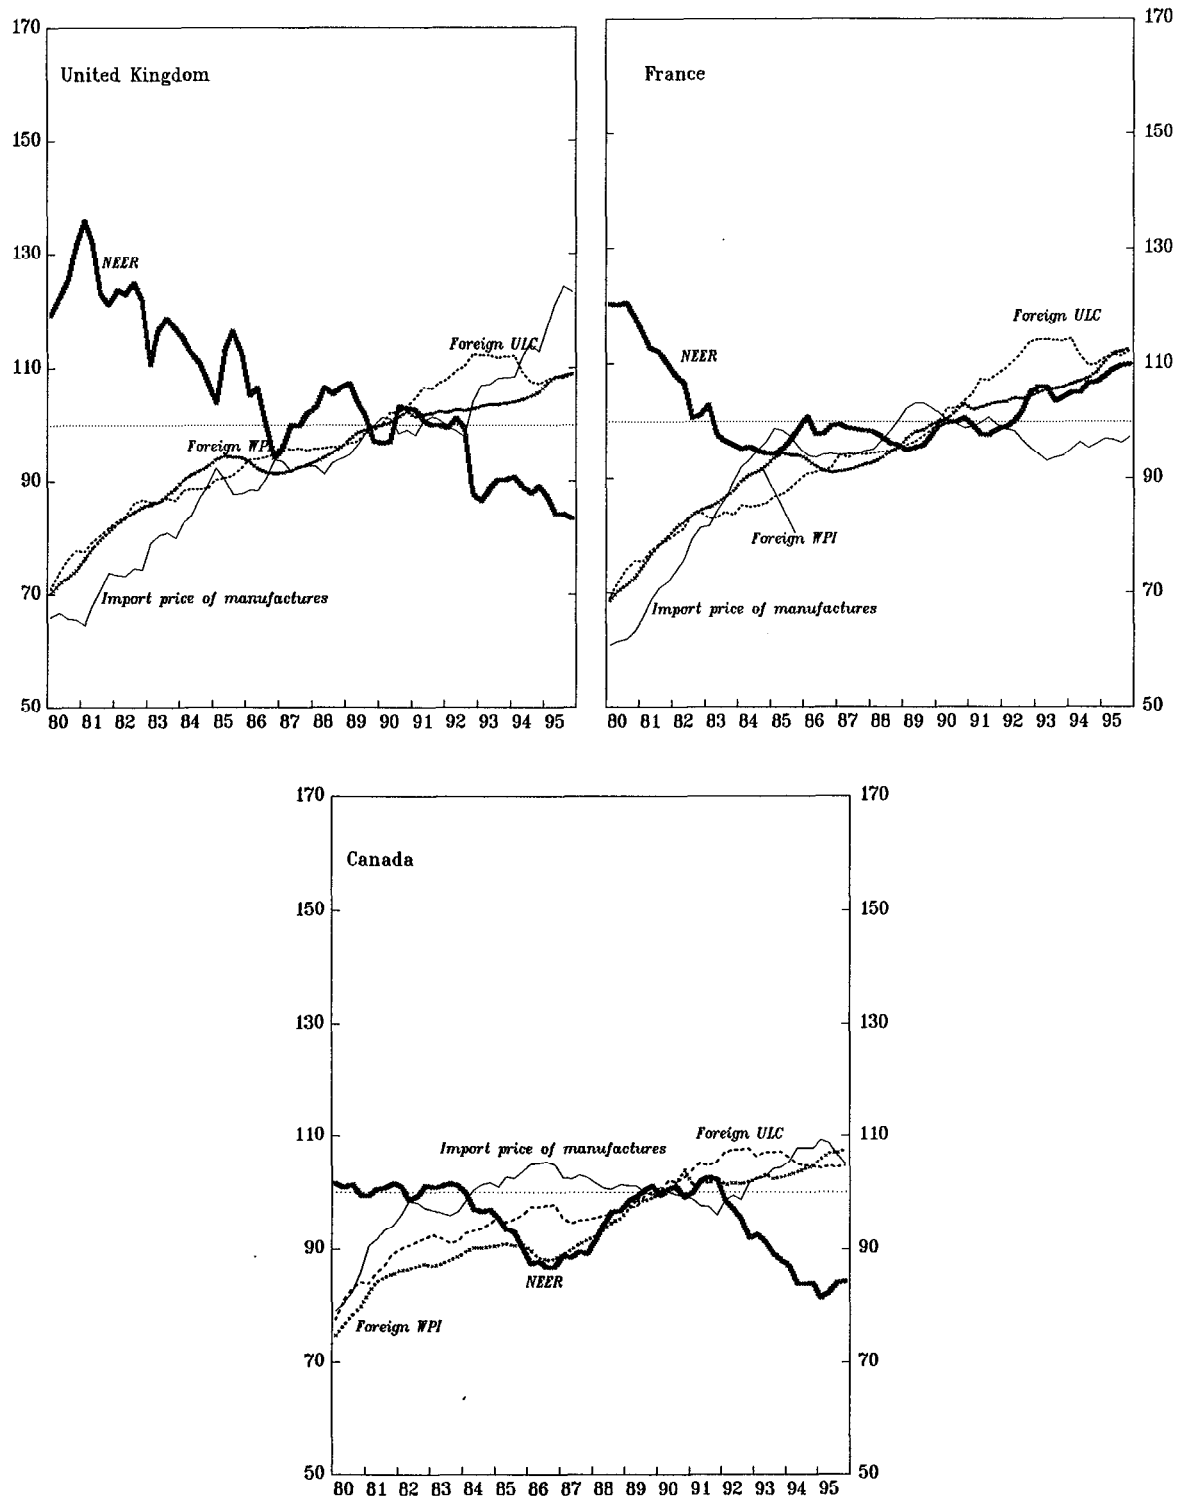 170
United Kingdom
150
130
NEER
110
Foreign ULC
Foreign WPI
90
70
Import price of manufactures
50
80 81 82 83 84 85 86 87 88 89 90 91 92 93 94 95
170
France
150
130
Foreign ULC
NEER
110
90
Foreign WPI
Import price of manufactures
70
50
80 81 82 83 84 85 86 87 88 89 90 91 92 93 94 95
170 170
Canada
150 150
130 130
Foreign ULC
110 110
Import price of manufactures
90 90
NEER
Foreign WPI
70 70
50 50
80 81 82 83 84 85 86 87 88 89 90 91 92 93 94 95